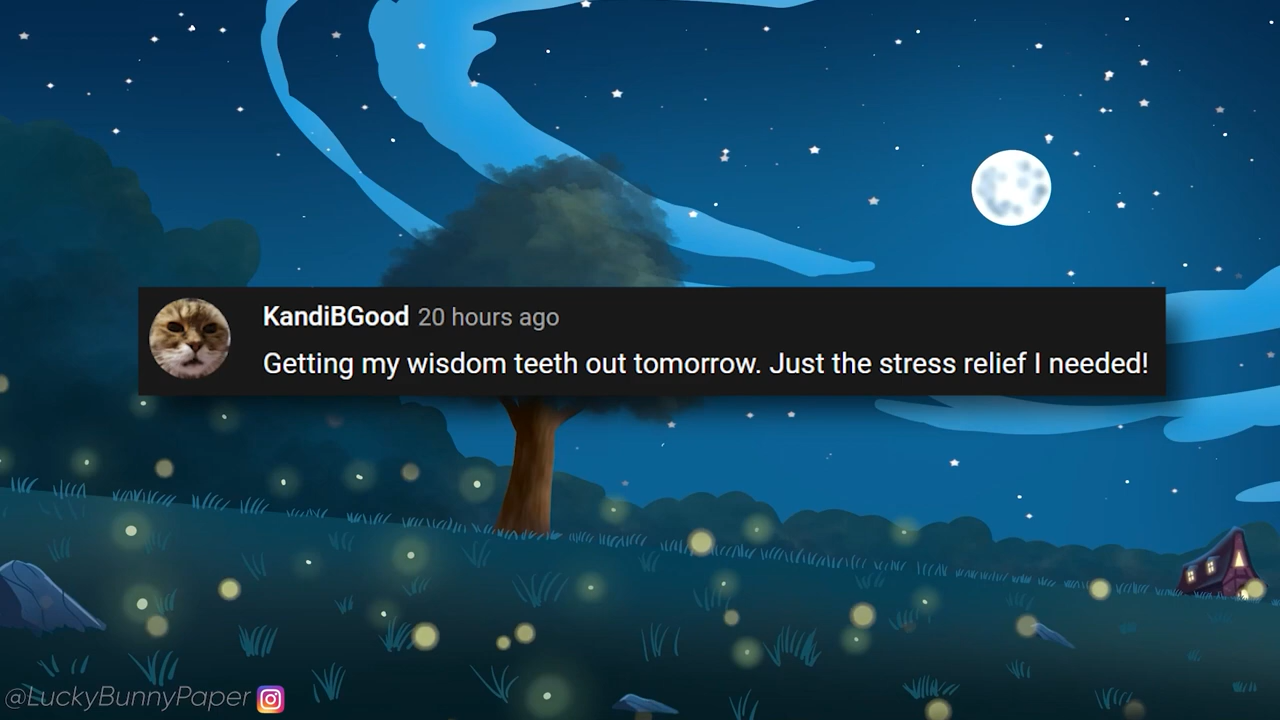 KandiBGood 20 hours ago
Getting my wisdom teeth out tomorrow. Just the stress relief I needed!
@LuckyBunnyPaper